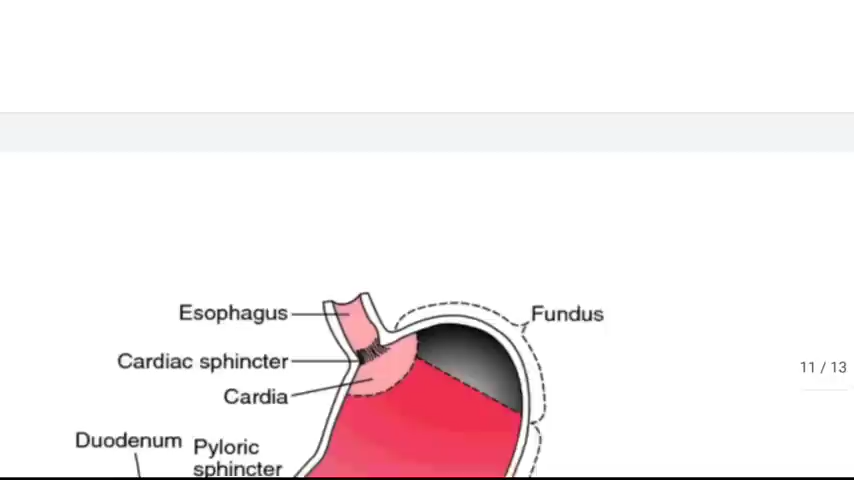 Esophagus
Fundus
Cardiac sphincter
11 / 13
Cardia
Duodenum
Pyloric
sphincter